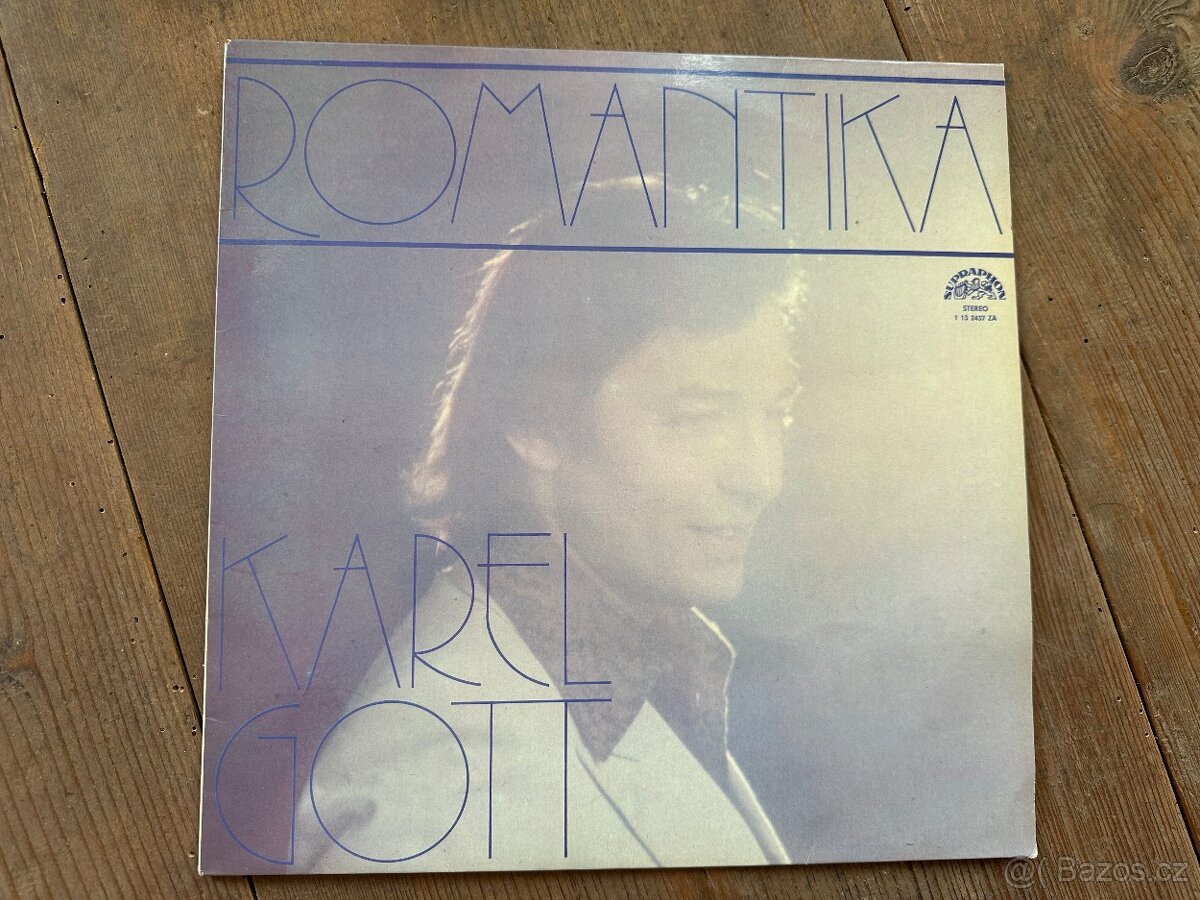 ROMANTIKA
SUPRAPHON
STEREO
1 13 2437 ZA
KAREL
GOTT
@( Bazos.cz